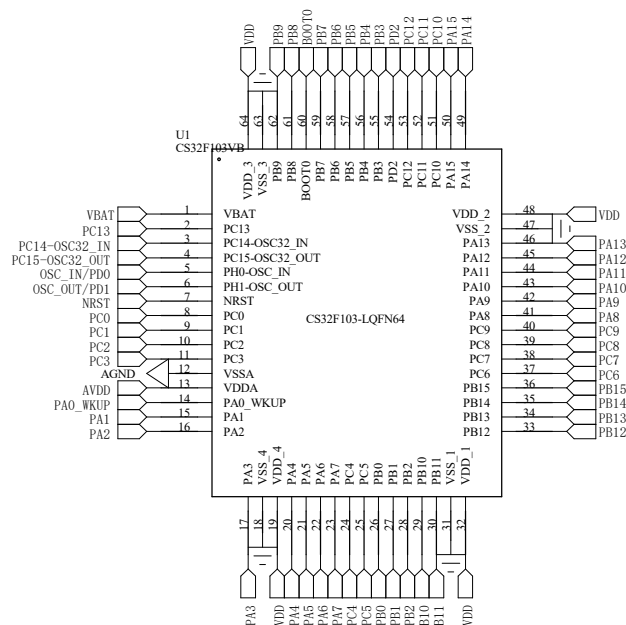 VDD
PB9
PB8
BOOT0
PB7
PB6
PB5
PB4
PB3
PD2
PC12
PC11
PC10
PA15
PA14
64
63
62
61
60
59
58
57
56
55
54
53
52
51
50
49
U1
CS32F103VB
VDD_3
VSS_3
PB9
PB8
BOOT0
PB7
PB6
PB5
PB4
PB3
PD2
PC12
PC11
PC10
PA15
PA14
VBAT 1 VBAT
PC13 2 PC13
PC14-OSC32_IN 3 PC14-OSC32_IN
PC15-OSC32_OUT 4 PC15-OSC32_OUT
OSC_IN/PD0 5 PH0-OSC_IN
OSC_OUT/PD1 6 PH1-OSC_OUT
NRST 7 NRST
PC0 8 PC0
PC1 9 PC1
PC2 10 PC2
PC3 11 PC3
AGND 12 VSSA
AVDD 13 VDDA
PA0_WKUP 14 PA0_WKUP
PA1 15 PA1
PA2 16 PA2
CS32F103-LQFN64
VDD_2 48 VDD
VSS_2 47
PA13 46 PA13
PA12 45 PA12
PA11 44 PA11
PA10 43 PA10
PA9 42 PA9
PA8 41 PA8
PC9 40 PC9
PC8 39 PC8
PC7 38 PC7
PC6 37 PC6
PB15 36 PB15
PB14 35 PB14
PB13 34 PB13
PB12 33 PB12
PA3
VSS_4
VDD_4
PA4
PA5
PA6
PA7
PC4
PC5
PB0
PB1
PB2
PB10
PB11
VSS_1
VDD_1
17
18
19
20
21
22
23
24
25
26
27
28
29
30
31
32
PA3
VDD
PA4
PA5
PA6
PA7
PC4
PC5
PB0
PB1
PB2
PB10
PB11
VDD